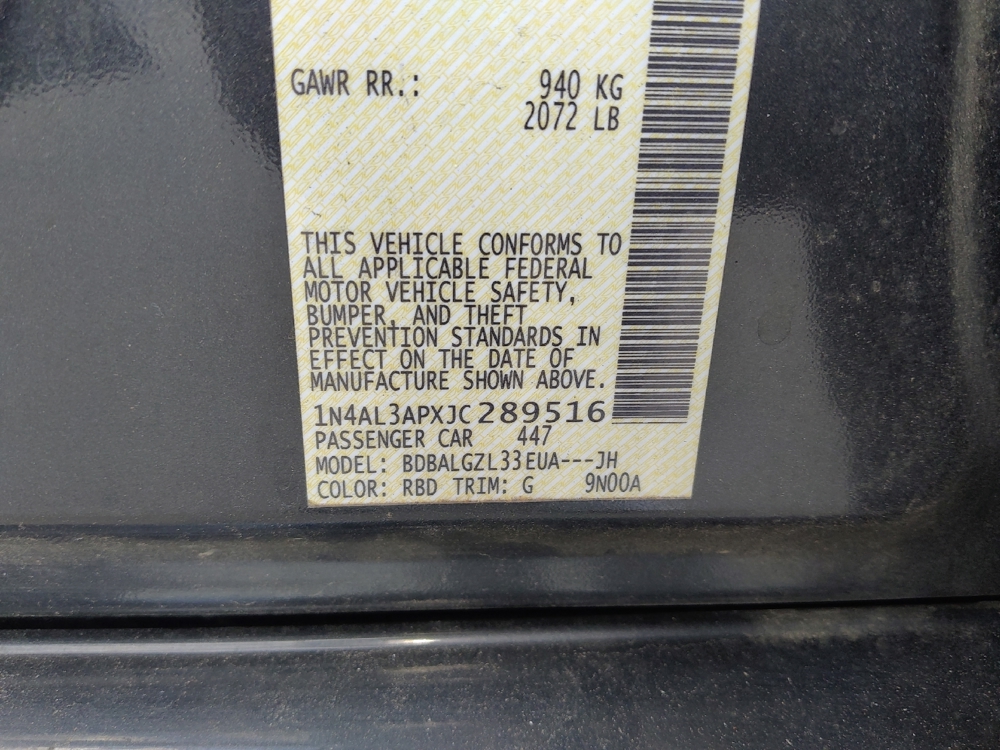 GAWR RR.: 940 KG
2072 LB
THIS VEHICLE CONFORMS TO
ALL APPLICABLE FEDERAL
MOTOR VEHICLE SAFETY,
BUMPER, AND THEFT
PREVENTION STANDARDS IN
EFFECT ON THE DATE OF
MANUFACTURE SHOWN ABOVE.
1N4AL3APXJC289516
PASSENGER CAR 447
MODEL: BDBALGZL33EUA---JH
COLOR: RBD TRIM: G 9N00A